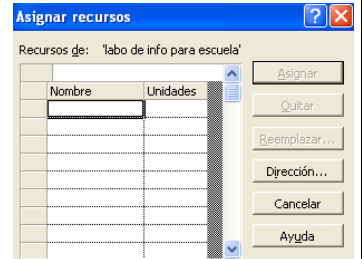 Asignar recursos
Recursos de: 'labo de info para escuela'
Asignar
Nombre Unidades
Quitar
Reemplazar...
Dirección...
Cancelar
Ayuda